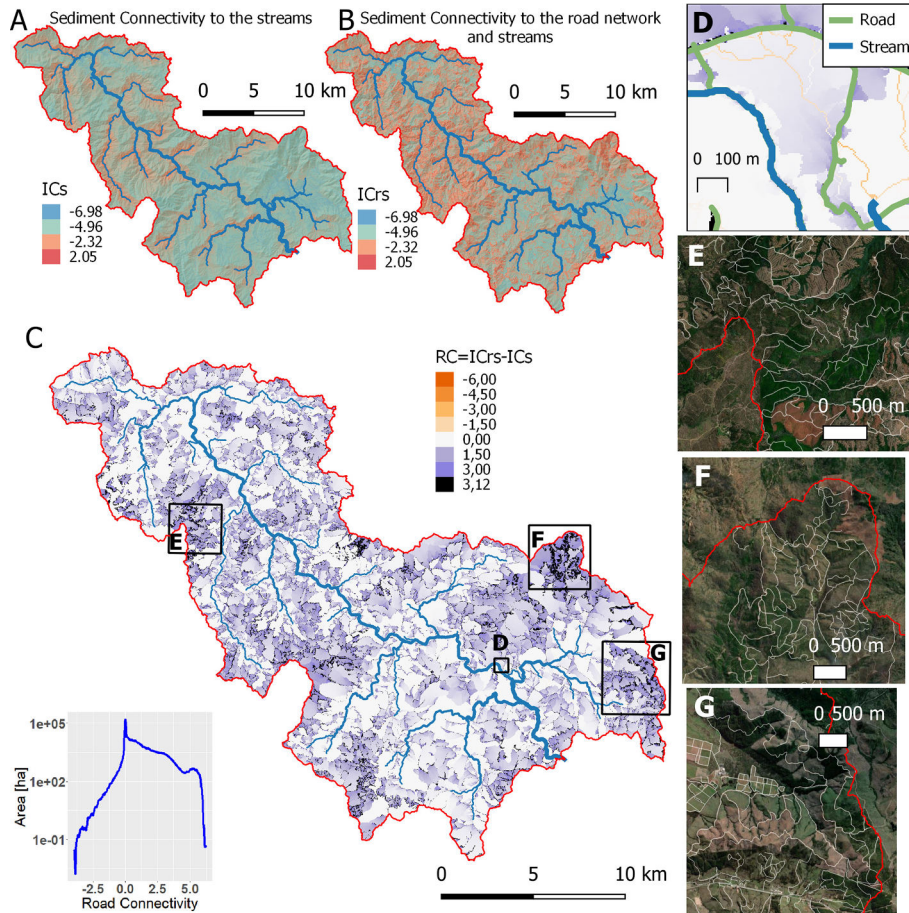 A
Sediment Connectivity to the streams
0 5 10 km
ICs
-6.98
-4.96
-2.32
2.05
B
Sediment Connectivity to the road network
and streams
0 5 10 km
ICrs
-6.98
-4.96
-2.32
2.05
D
Road
Stream
0 100 m
E
0 500 m
F
0 500 m
G
0 500 m
C
RC=ICrs-ICs
-6,00
-4,50
-3,00
-1,50
0,00
1,50
3,00
3,12
E
F
D
G
Area [ha]
1e+05
1e+02
1e-01
-2.5 0.0 2.5 5.0
Road Connectivity
0 5 10 km